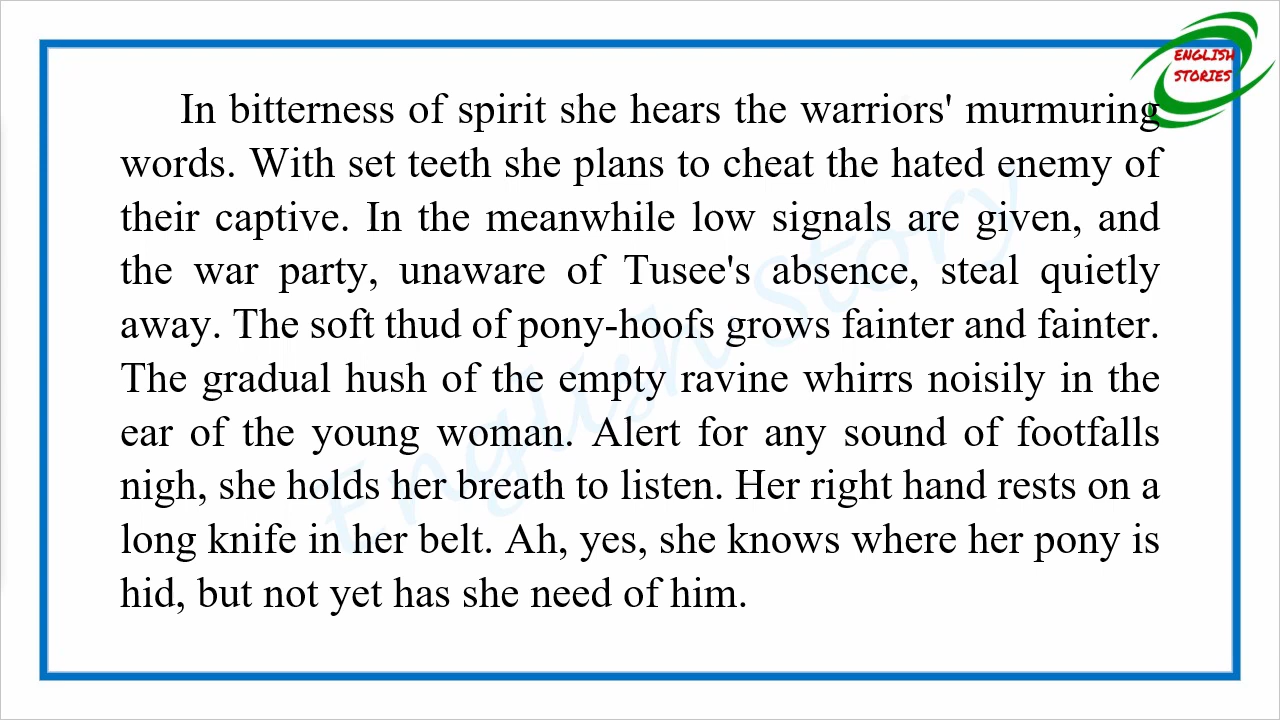 ENGLISH
STORIES
In bitterness of spirit she hears the warriors' murmuring
words. With set teeth she plans to cheat the hated enemy of
their captive. In the meanwhile low signals are given, and
the war party, unaware of Tusee's absence, steal quietly
away. The soft thud of pony-hoofs grows fainter and fainter.
The gradual hush of the empty ravine whirrs noisily in the
ear of the young woman. Alert for any sound of footfalls
nigh, she holds her breath to listen. Her right hand rests on a
long knife in her belt. Ah, yes, she knows where her pony is
hid, but not yet has she need of him.
English Story